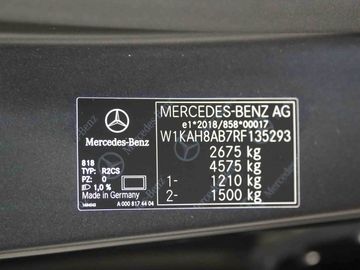 Mercedes-Benz
818
TYP: R2CS
PZ: 0
1,0 %
Made in Germany
A 000 817 44 04
MERCEDES-BENZ AG
e1*2018/858*00017
W1KAH8AB7RF135293
2675 kg
4575 kg
1- 1210 kg
2- 1500 kg